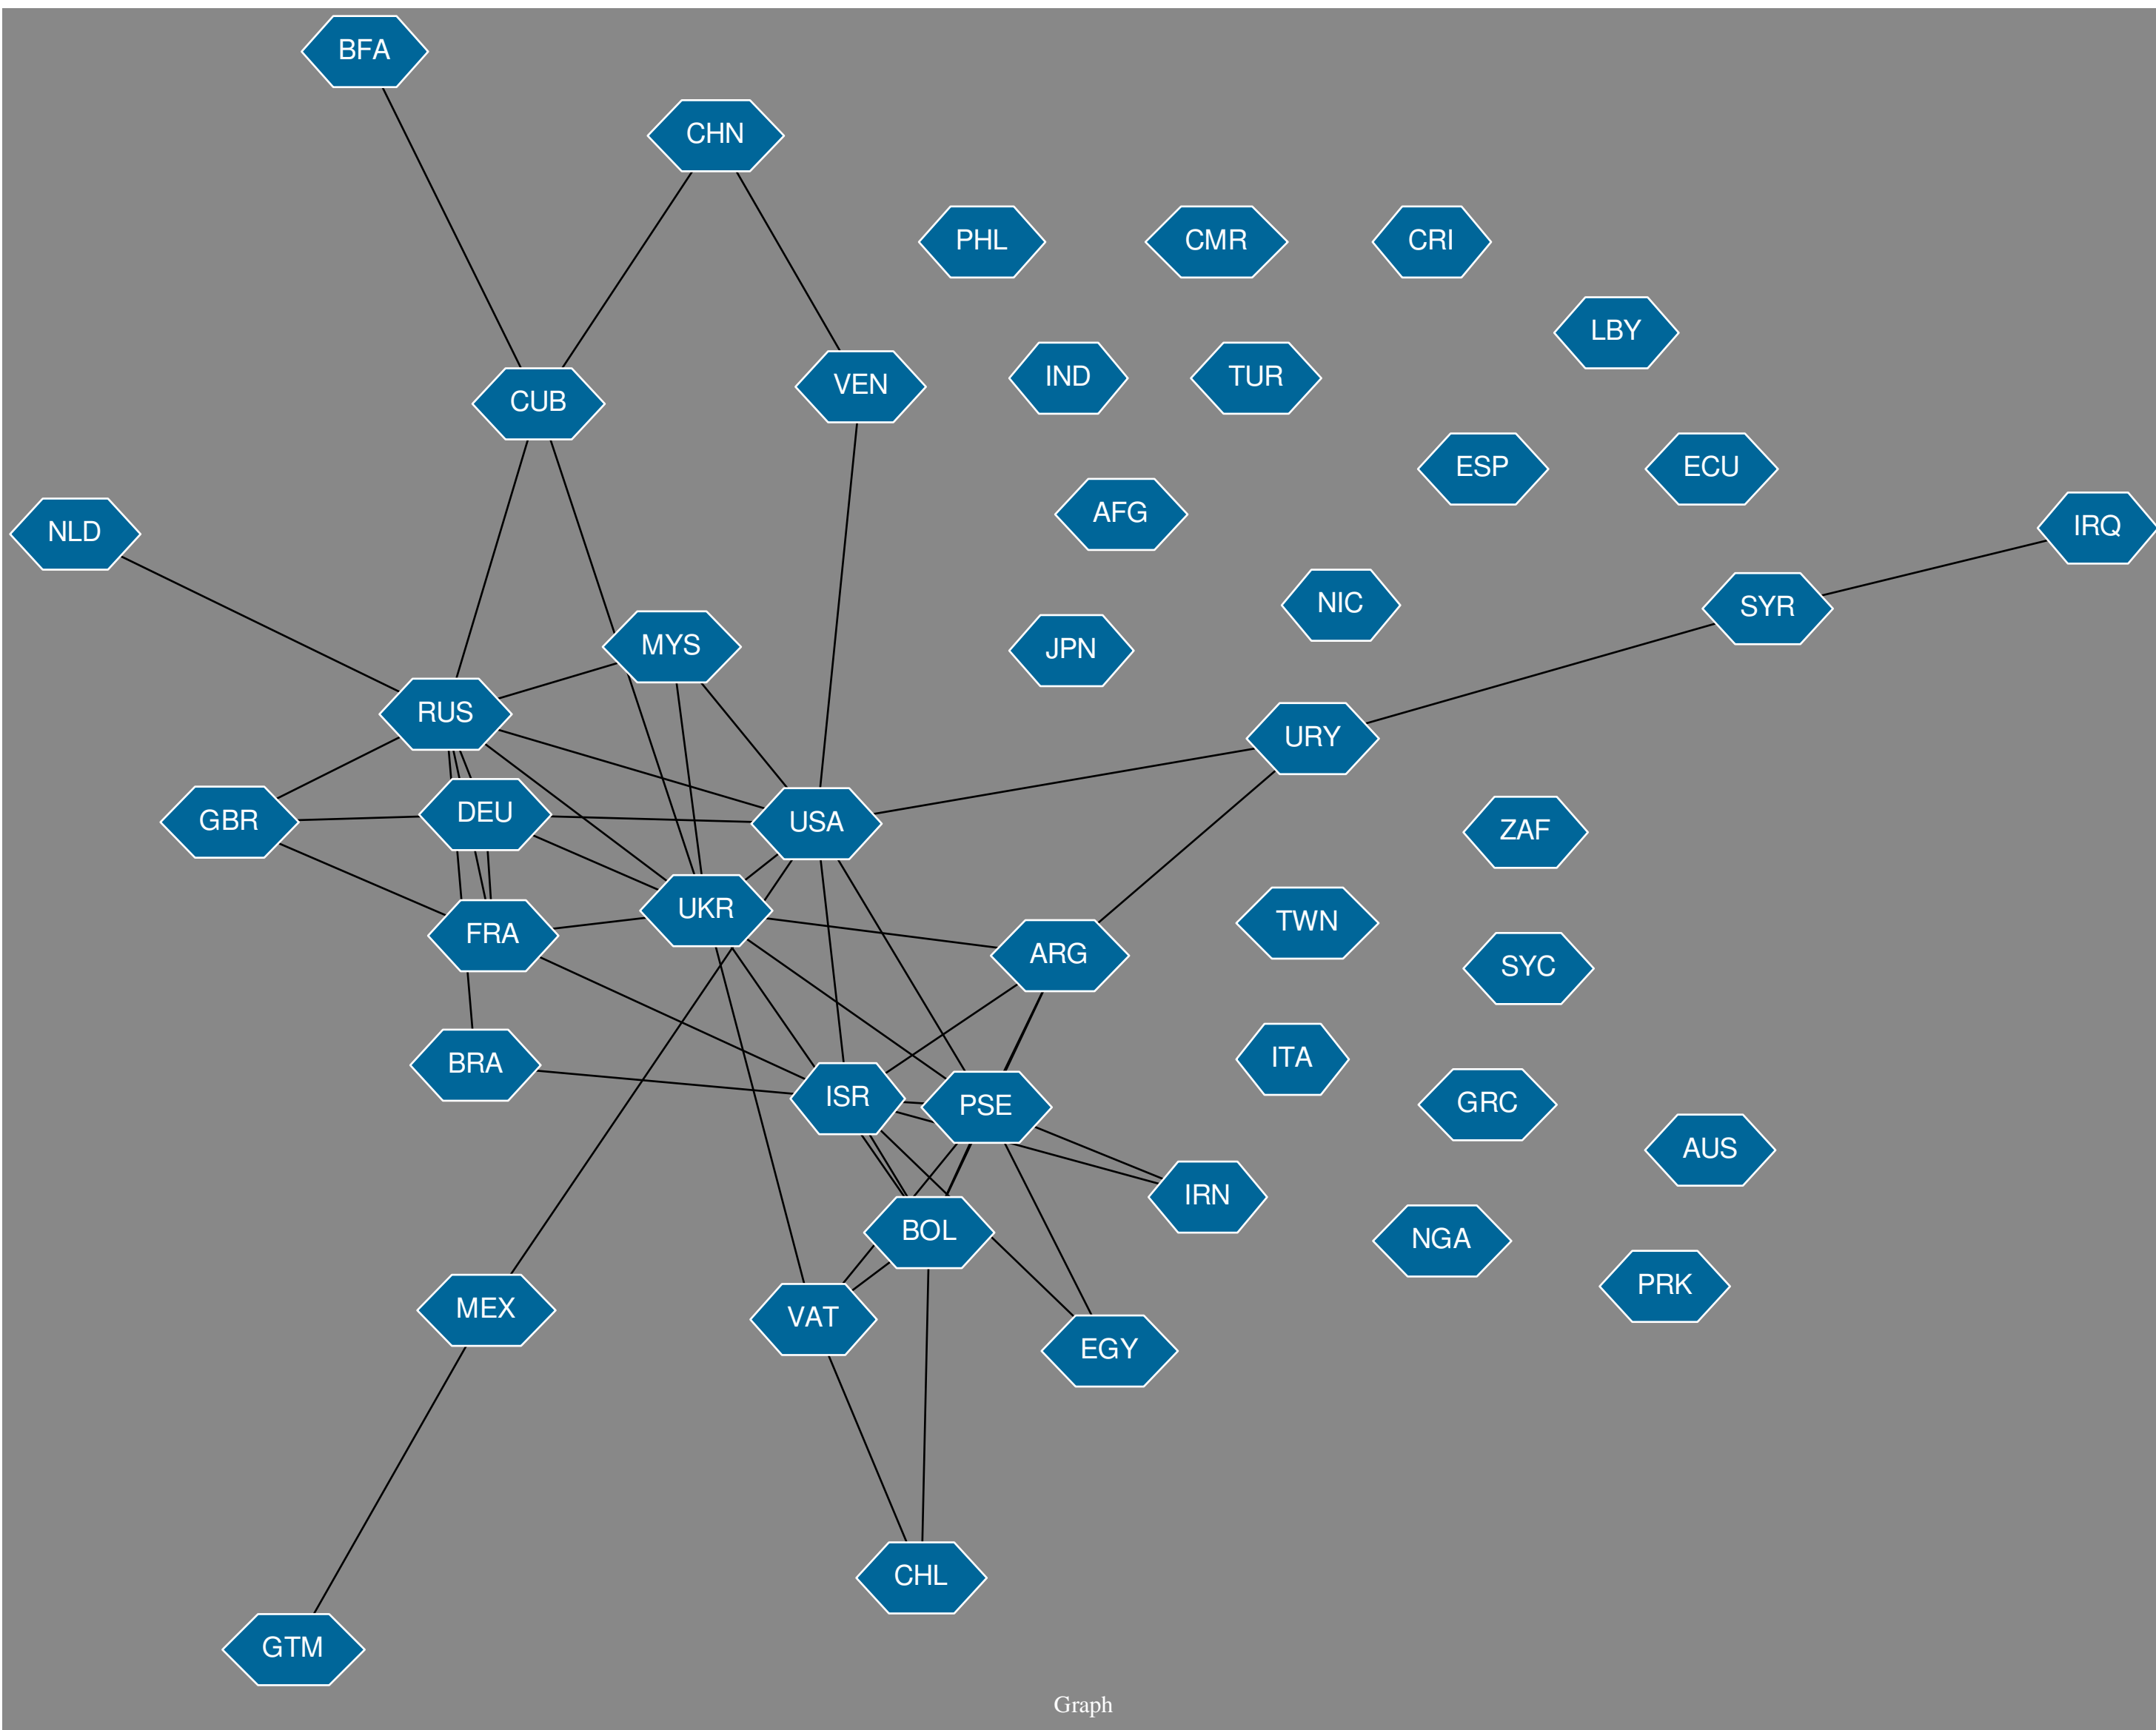 BFA
CHN
PHL
CMR
CRI
LBY
IND
TUR
VEN
CUB
ESP
ECU
AFG
IRQ
NLD
NIC
SYR
MYS
JPN
RUS
URY
DEU
GBR
USA
ZAF
UKR
TWN
FRA
ARG
SYC
BRA
ITA
ISR
PSE
GRC
AUS
IRN
BOL
NGA
PRK
MEX
VAT
EGY
CHL
GTM
Graph